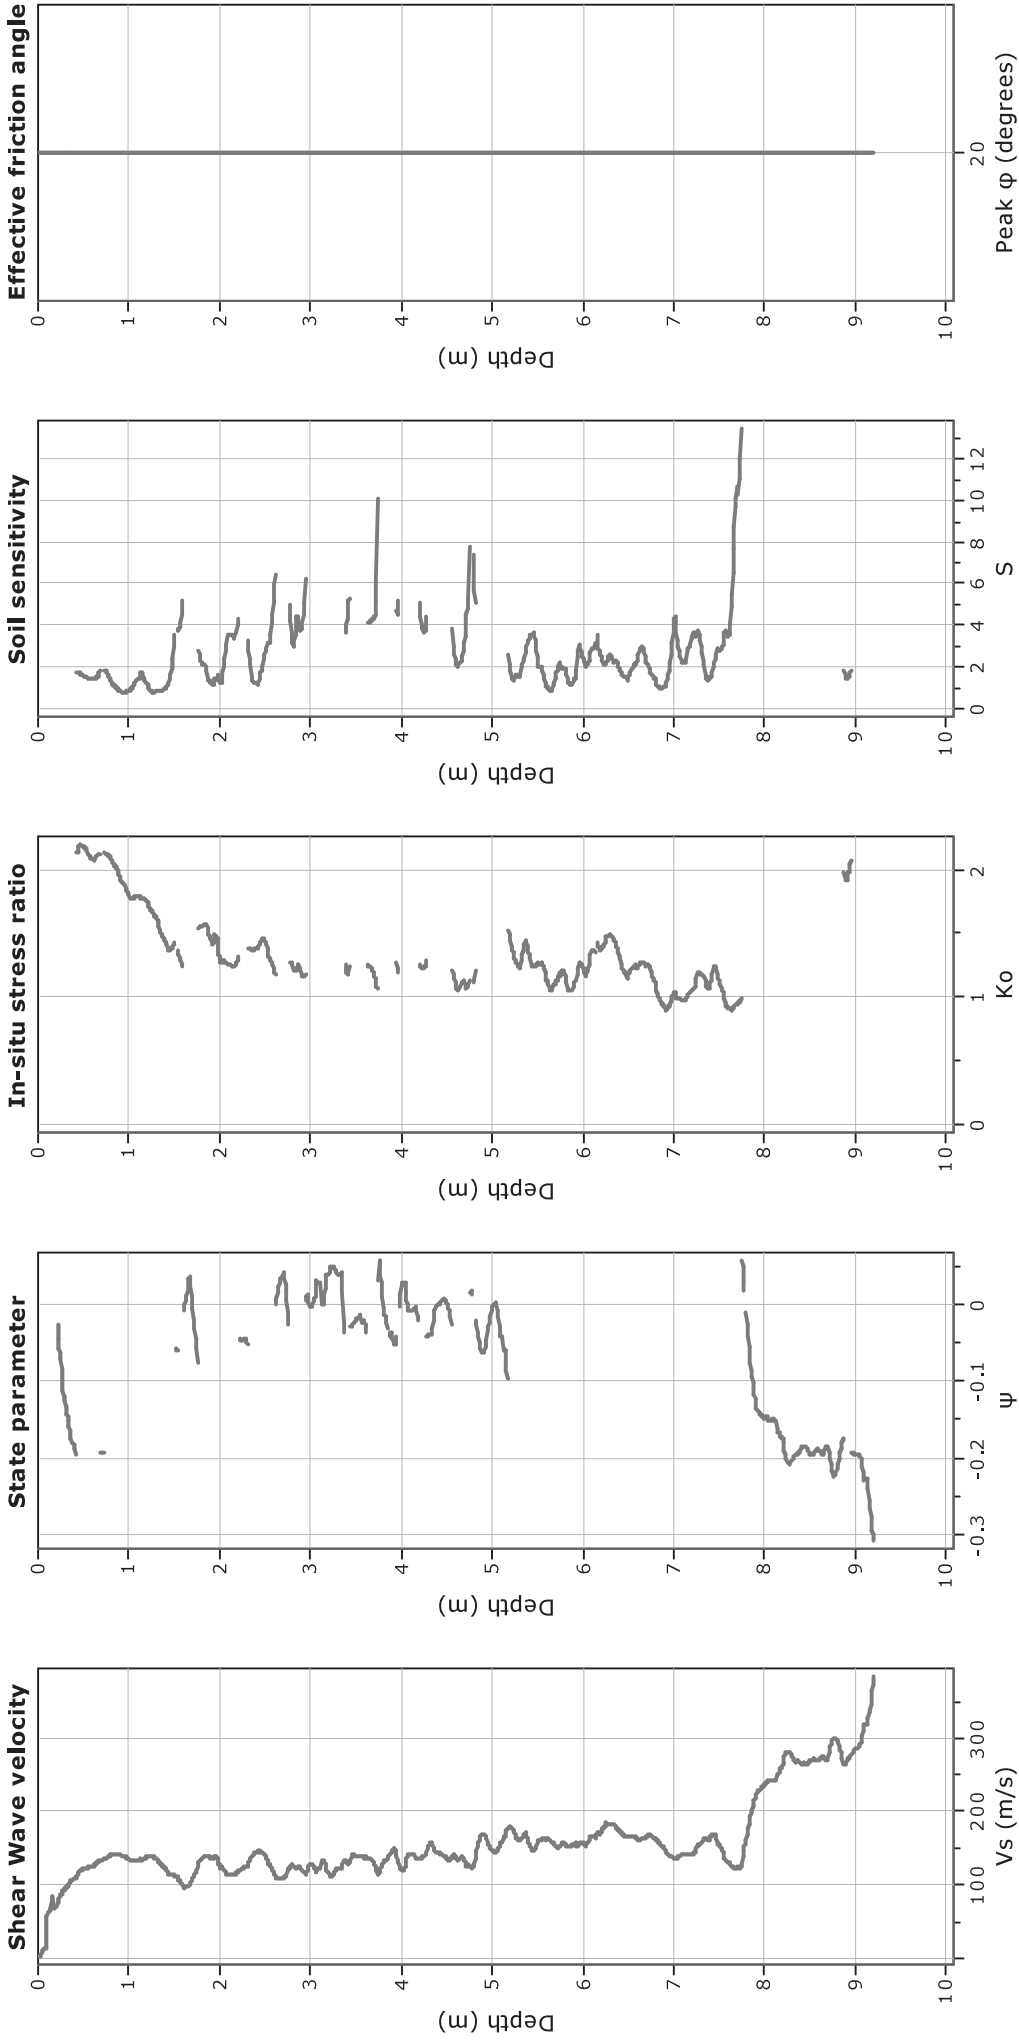 Shear Wave velocity
Depth (m)
0
1
2
3
4
5
6
7
8
9
10
100 200 300
Vs (m/s)
State parameter
Depth (m)
0
1
2
3
4
5
6
7
8
9
10
-0.3 -0.2 -0.1 0
ψ
In-situ stress ratio
Depth (m)
0
1
2
3
4
5
6
7
8
9
10
0 1 2
Ko
Soil sensitivity
Depth (m)
0
1
2
3
4
5
6
7
8
9
10
0 2 4 6 8 10 12
S
Effective friction angle
Depth (m)
0
1
2
3
4
5
6
7
8
9
10
20
Peak φ (degrees)